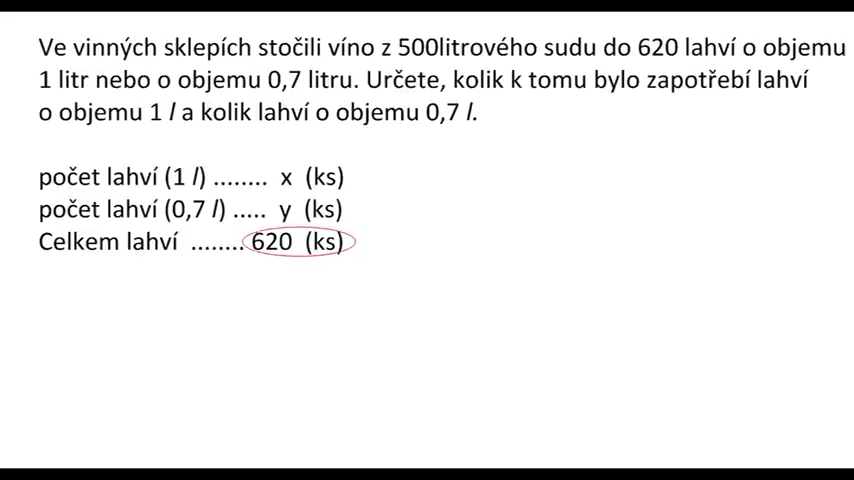 Ve vinných sklepích stočili víno z 500litrového sudu do 620 lahví o objemu
1 litr nebo o objemu 0,7 litru. Určete, kolik k tomu bylo zapotřebí lahví
o objemu 1 l a kolik lahví o objemu 0,7 l.
počet lahví (1 l) ........ x (ks)
počet lahví (0,7 l) ..... y (ks)
Celkem lahví ........ 620 (ks)